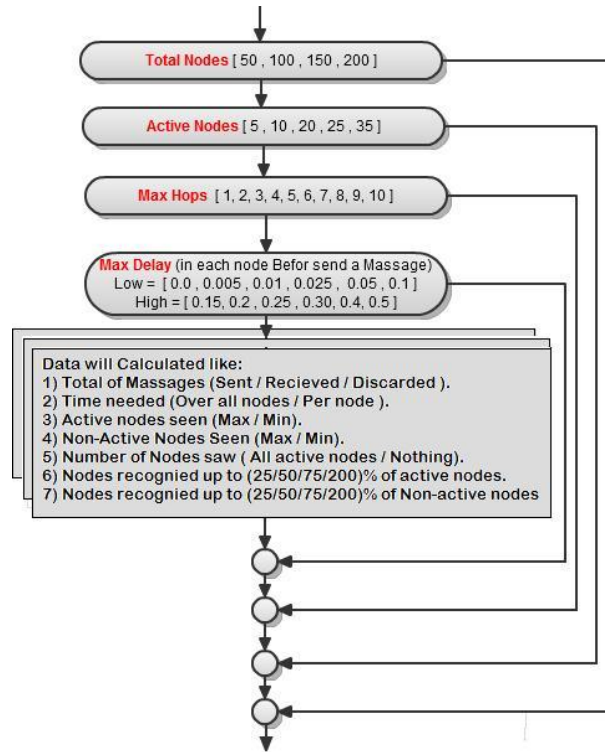 Total Nodes [ 50 , 100 , 150 , 200 ]
Active Nodes [ 5 , 10 , 20 , 25 , 35 ]
Max Hops [ 1, 2, 3, 4, 5, 6, 7, 8, 9, 10 ]
Max Delay (in each node Befor send a Massage)
Low = [ 0.0 , 0.005 , 0.01 , 0.025 , 0.05 , 0.1 ]
High = [ 0.15, 0.2 , 0.25 , 0.30, 0.4, 0.5 ]
Data will Calculated like:
1) Total of Massages (Sent / Recieved / Discarded ).
2) Time needed (Over all nodes / Per node ).
3) Active nodes seen (Max / Min).
4) Non-Active Nodes Seen (Max / Min).
5) Number of Nodes saw ( All active nodes / Nothing).
6) Nodes recognied up to (25/50/75/200)% of active nodes.
7) Nodes recognied up to (25/50/75/200)% of Non-active nodes